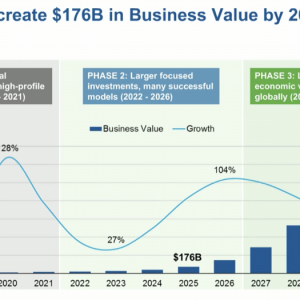 create $176B in Business Value by 20
al
high-profile
- 2021)
PHASE 2: Larger focused
investments, many successful
models (2022 - 2026)
PHASE 3: L
economic v
globally (20
Business Value
Growth
28%
27%
104%
$176B
2020
2021
2022
2023
2024
2025
2026
2027
202